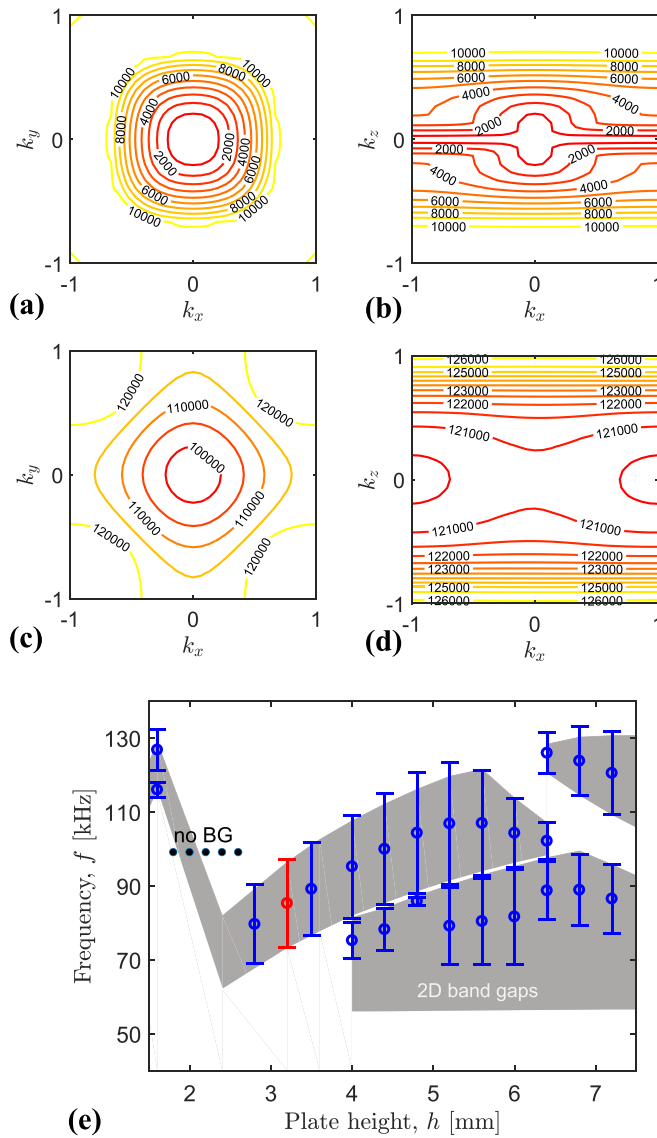 1
0
-1
-1 0 1
k_y
k_x
10000
10000
8000
6000
8000
4000
2000
2000
4000
6000
8000
6000
10000
10000
(a)
1
0
-1
-1 0 1
k_z
k_x
10000 10000
8000 8000
6000 6000
4000 4000
2000 2000
2000 2000
4000 4000
6000 6000
8000 8000
10000 10000
(b)
1
0
-1
-1 0 1
k_y
k_x
120000 120000
110000
100000
110000
120000 120000
(c)
1
0
-1
-1 0 1
k_z
k_x
126000 126000
125000 125000
123000 123000
122000 122000
121000 121000
121000 121000
122000 122000
123000 123000
125000 125000
126000 126000
(d)
130
110
90
70
50
Frequency, f [kHz]
no BG
2D band gaps
2 3 4 5 6 7
Plate height, h [mm]
(e)